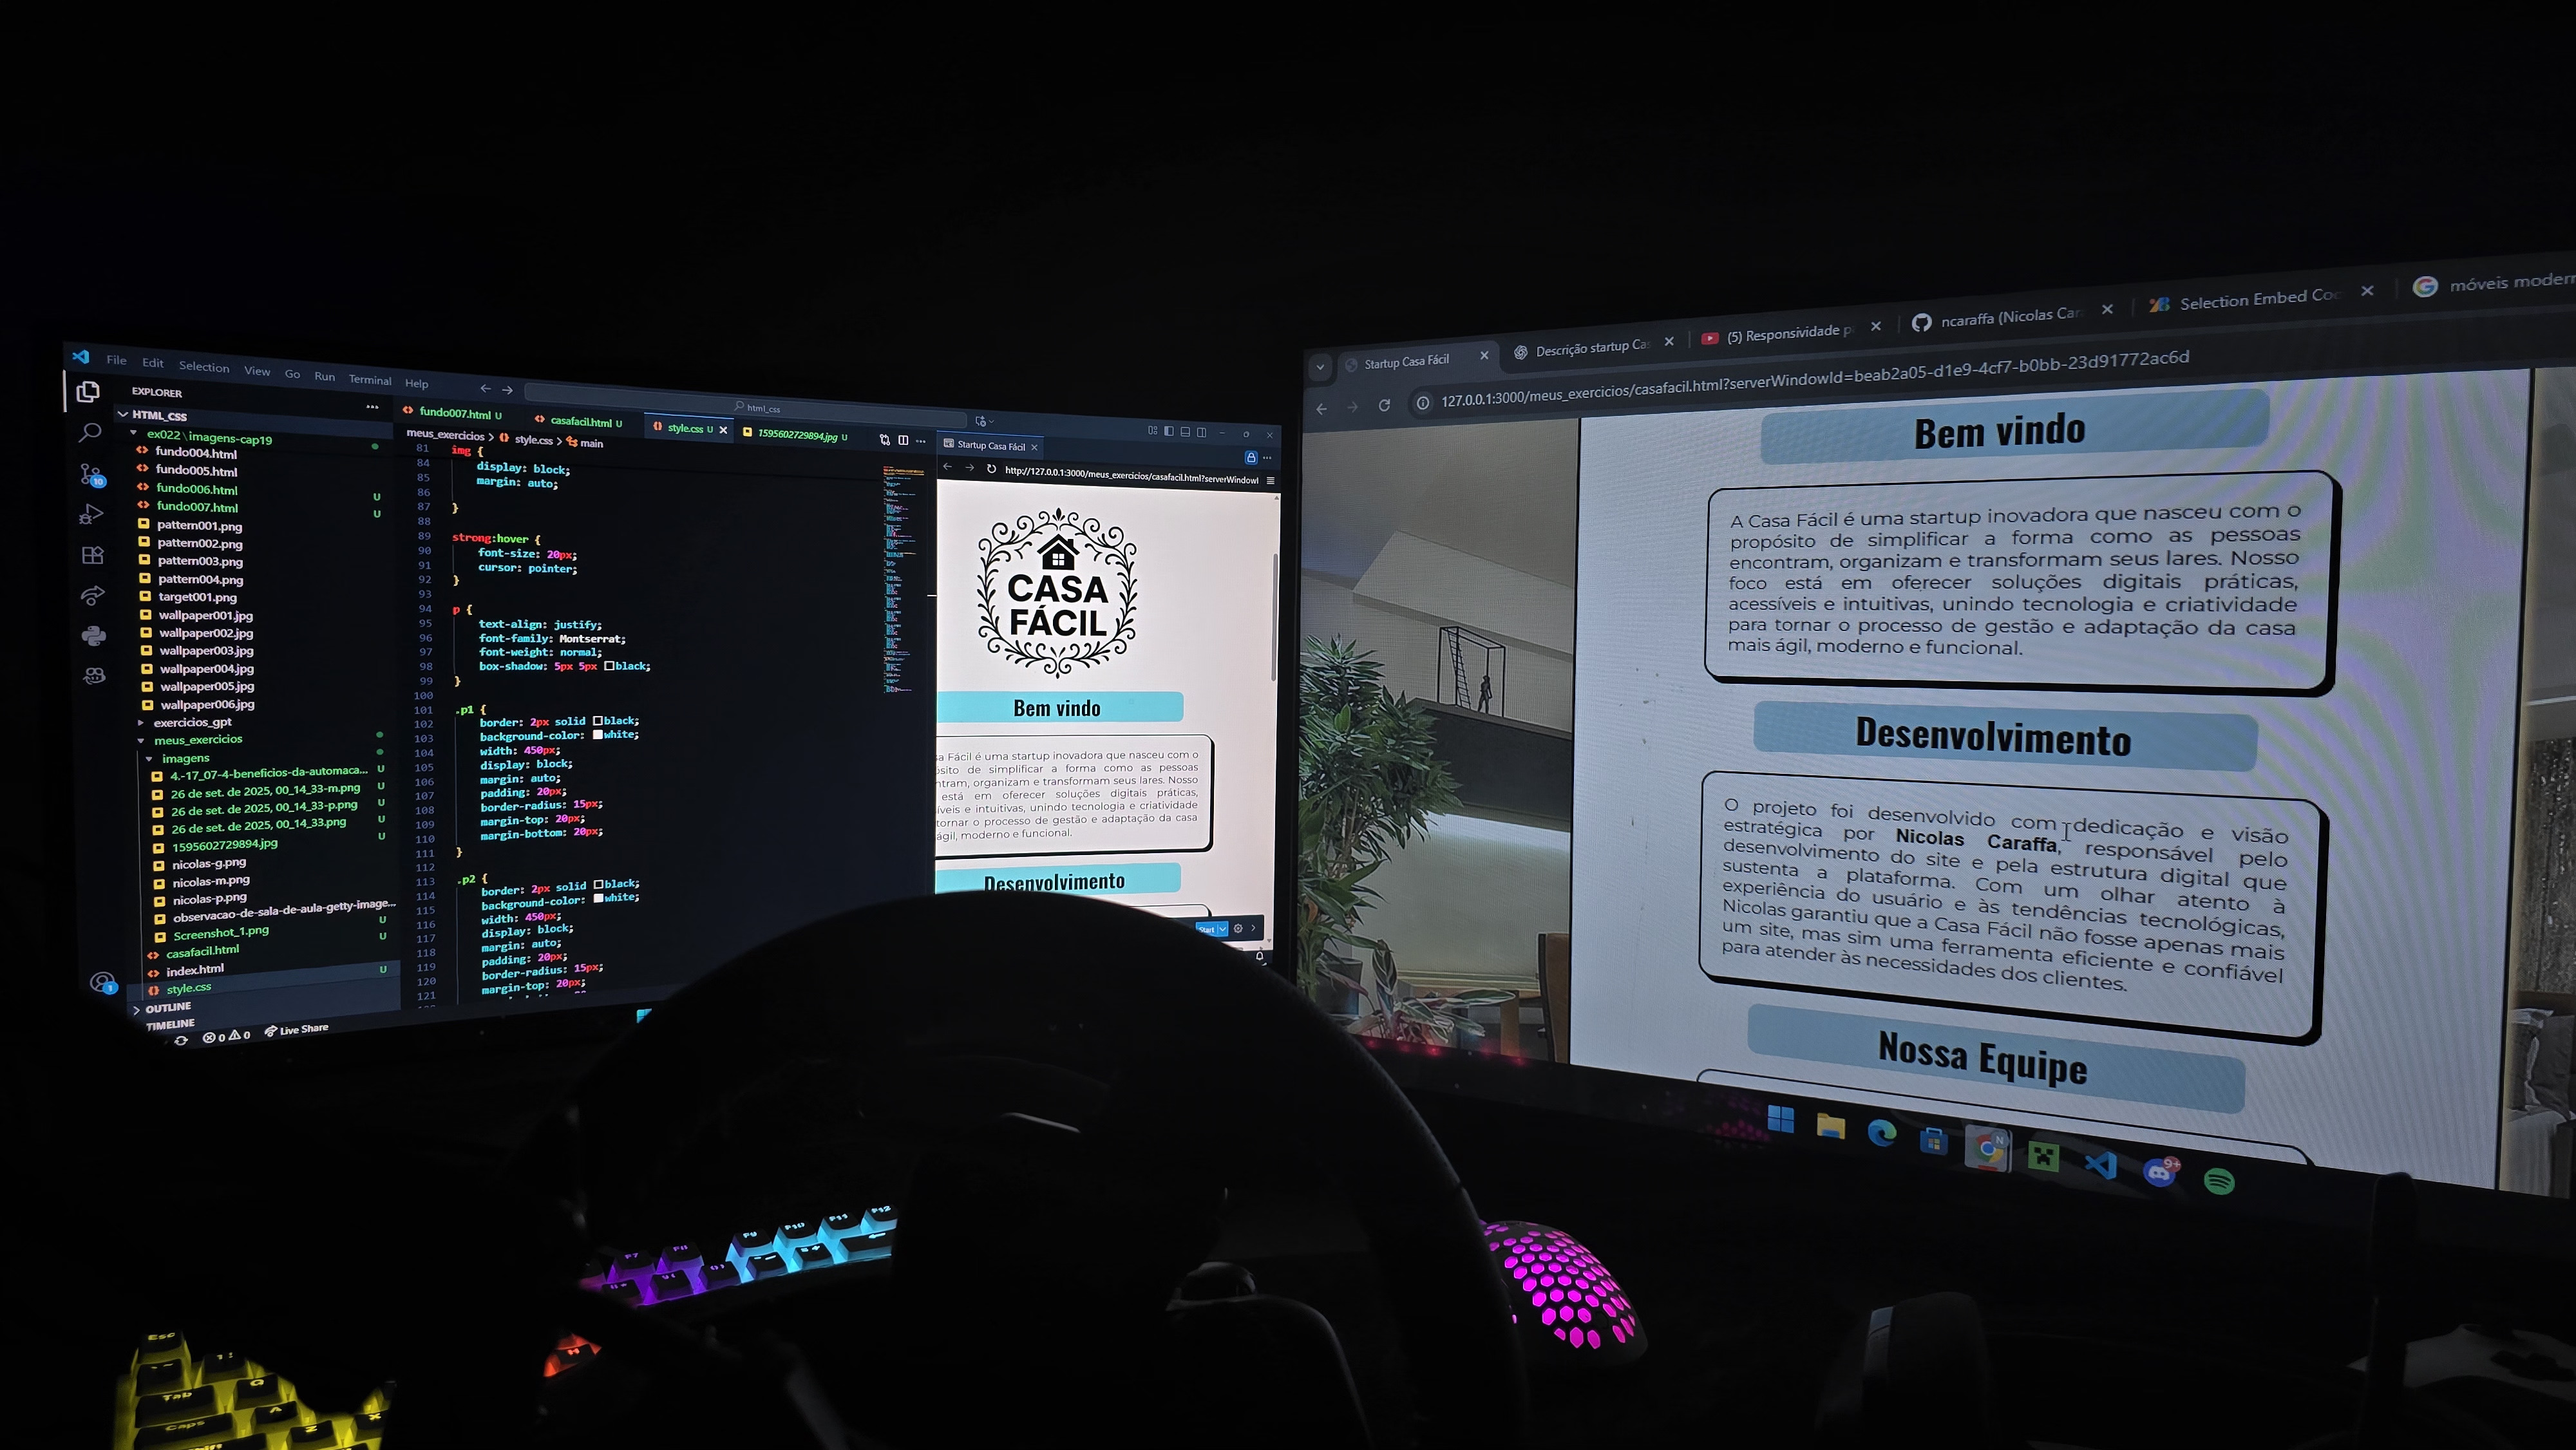 File Edit Selection View Go Run Terminal Help
html_css
EXPLORER
HTML_CSS
ex022\imagens-cap19
fundo004.html
fundo005.html
fundo006.html U
fundo007.html U
pattern001.png
pattern002.png
pattern003.png
pattern004.png
target001.png
wallpaper001.jpg
wallpaper002.jpg
wallpaper003.jpg
wallpaper004.jpg
wallpaper005.jpg
wallpaper006.jpg
exercicios_gpt
meus_exercicios
imagens
4.-17_07-4-beneficios-da-automaca... U
26 de set. de 2025, 00_14_33-m.png U
26 de set. de 2025, 00_14_33-p.png U
26 de set. de 2025, 00_14_33.png U
1595602729894.jpg U
nicolas-g.png
nicolas-m.png
nicolas-p.png
observacao-de-sala-de-aula-getty-image...
Screenshot_1.png U
casafacil.html U
index.html
style.css U
OUTLINE
TIMELINE
0 0 Live Share
10
1
fundo007.html U casafacil.html U style.css U 1595602729894.jpg U
meus_exercicios > style.css > main
81 img {
84 display: block;
85 margin: auto;
86
87 }
88
89 strong:hover {
90 font-size: 20px;
91 cursor: pointer;
92 }
93
94 p {
95 text-align: justify;
96 font-family: Montserrat;
97 font-weight: normal;
98 box-shadow: 5px 5px black;
99 }
100
101 .p1 {
102 border: 2px solid black;
103 background-color: white;
104 width: 450px;
105 display: block;
106 margin: auto;
107 padding: 20px;
108 border-radius: 15px;
109 margin-top: 20px;
110 margin-bottom: 20px;
111 }
112
113 .p2 {
114 border: 2px solid black;
115 background-color: white;
116 width: 450px;
117 display: block;
118 margin: auto;
119 padding: 20px;
120 border-radius: 15px;
121 margin-top: 20px;
Startup Casa Fácil
http://127.0.0.1:3000/meus_exercicios/casafacil.html?serverWindowI
CASA
FÁCIL
Bem vindo
a Fácil é uma startup inovadora que nasceu com o
ósito de simplificar a forma como as pessoas
ntram, organizam e transformam seus lares. Nosso
está em oferecer soluções digitais práticas,
íveis e intuitivas, unindo tecnologia e criatividade
tornar o processo de gestão e adaptação da casa
ágil, moderno e funcional.
Desenvolvimento
Start
Startup Casa Fácil Descrição startup Ca (5) Responsividade p ncaraffa (Nicolas Car Selection Embed Coc móveis modern
127.0.0.1:3000/meus_exercicios/casafacil.html?serverWindowId=beab2a05-d1e9-4cf7-b0bb-23d91772ac6d
Bem vindo
A Casa Fácil é uma startup inovadora que nasceu com o
propósito de simplificar a forma como as pessoas
encontram, organizam e transformam seus lares. Nosso
foco está em oferecer soluções digitais práticas,
acessíveis e intuitivas, unindo tecnologia e criatividade
para tornar o processo de gestão e adaptação da casa
mais ágil, moderno e funcional.
Desenvolvimento
O projeto foi desenvolvido com dedicação e visão
estratégica por Nicolas Caraffa, responsável pelo
desenvolvimento do site e pela estrutura digital que
sustenta a plataforma. Com um olhar atento à
experiência do usuário e às tendências tecnológicas,
Nicolas garantiu que a Casa Fácil não fosse apenas mais
um site, mas sim uma ferramenta eficiente e confiável
para atender às necessidades dos clientes.
Nossa Equipe
N
9+
F7 F8 F9 F10 F11 F12
Esc
Tab Q
Caps A
Z X